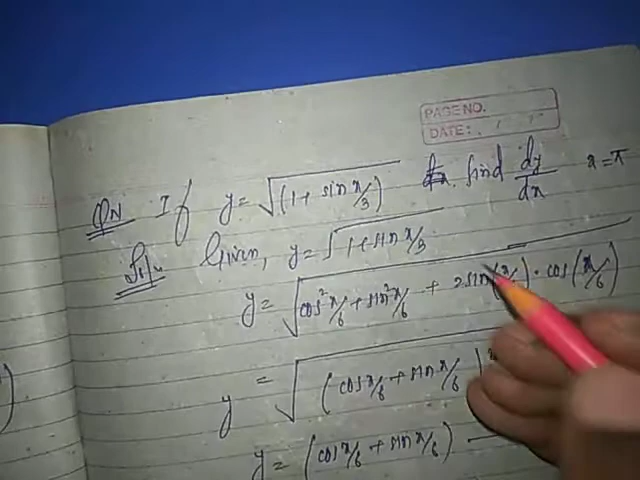 PAGE NO.
DATE: / /
QN If y = √(1 + sin x/3) find dy/dx x = π
Soln Given, y = √1 + sin x/3
y = √cos² x/6 + sin² x/6 + 2 sin (x/6) · cos (x/6)
y = √(cos x/6 + sin x/6)²
y = (cos x/6 + sin x/6) —